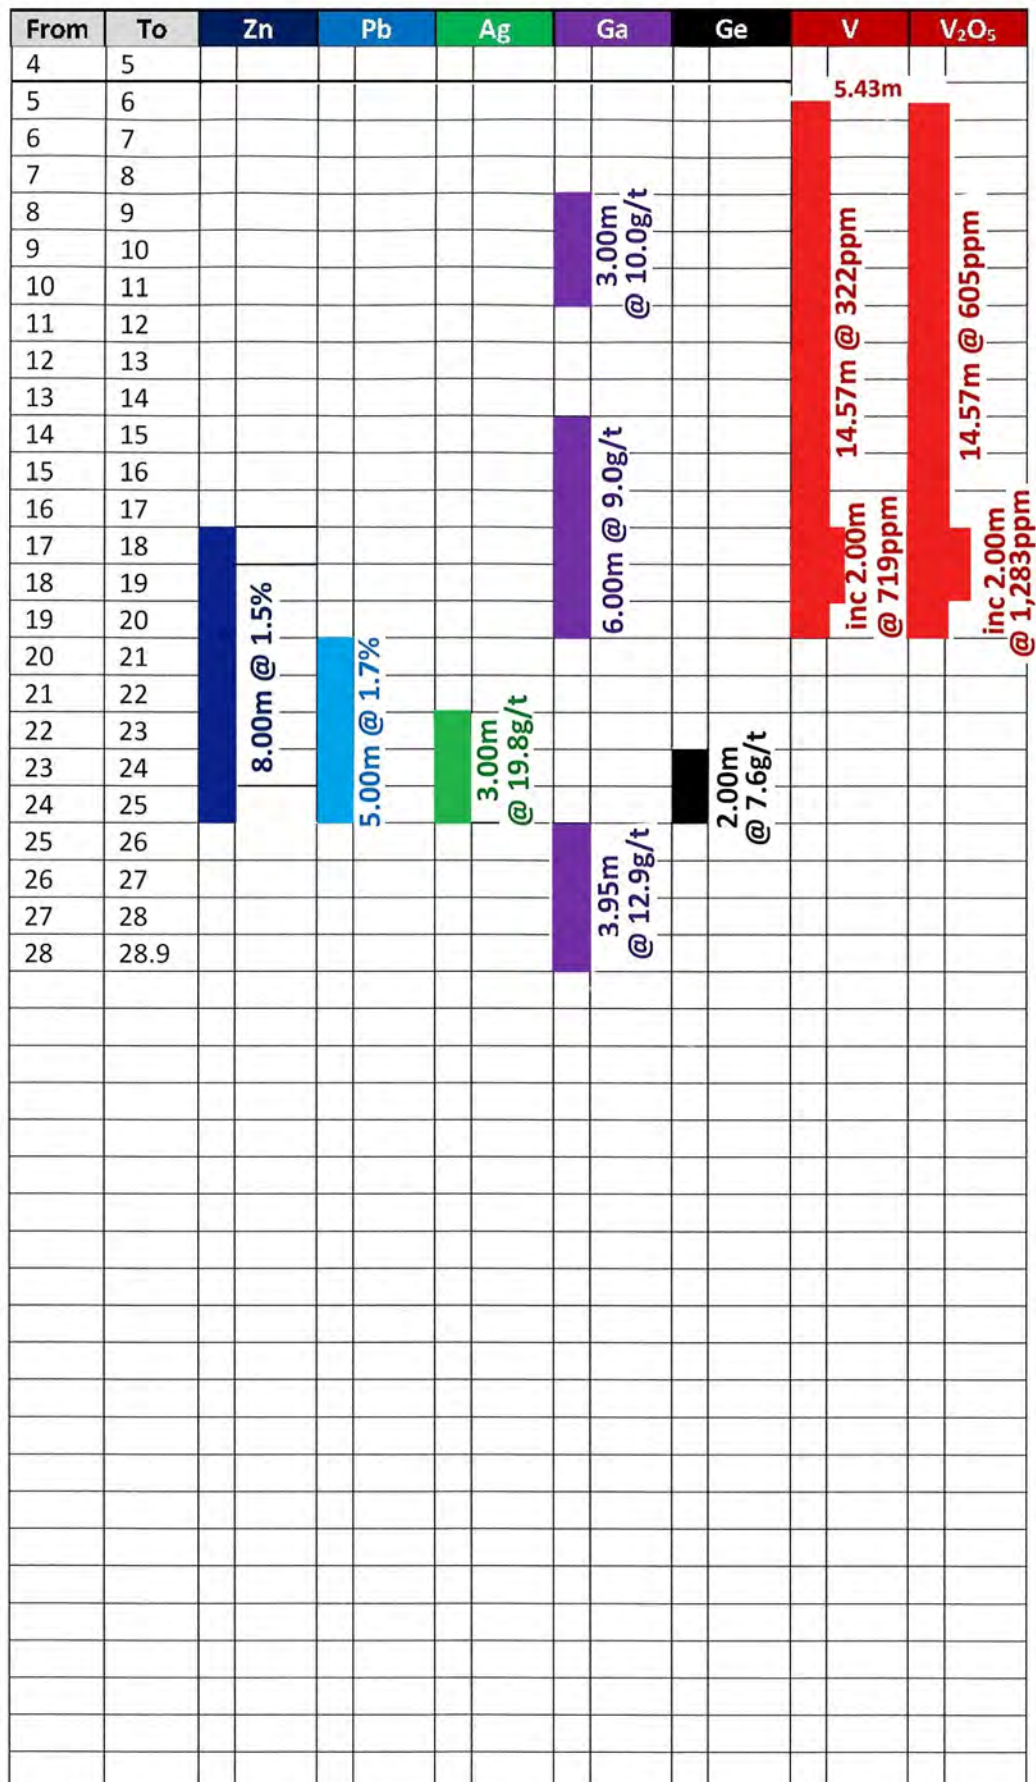 From To Zn Pb Ag Ga Ge V V₂O₅
4 5
5 6
5.43m
6 7
7 8
8 9
9 10
10 11
11 12
12 13
13 14
14 15
15 16
16 17
17 18
18 19
19 20
20 21
21 22
22 23
23 24
24 25
25 26
26 27
27 28
28 28.9
8.00m @ 1.5%
5.00m @ 1.7%
3.00m
@ 19.8g/t
3.00m
@ 10.0g/t
6.00m @ 9.0g/t
3.95m
@ 12.9g/t
2.00m
@ 7.6g/t
14.57m @ 322ppm
inc 2.00m
@ 719ppm
14.57m @ 605ppm
inc 2.00m
@ 1,283ppm